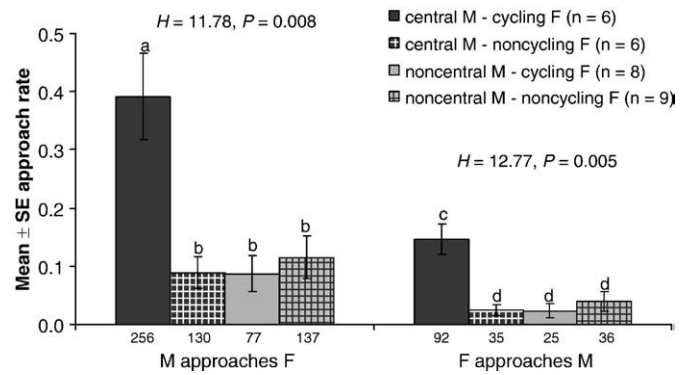 H = 11.78, P = 0.008
central M - cycling F (n = 6)
central M - noncycling F (n = 6)
noncentral M - cycling F (n = 8)
noncentral M - noncycling F (n = 9)
H = 12.77, P = 0.005
Mean ± SE approach rate
0.5
0.4
0.3
0.2
0.1
0.0
a
b
b
b
c
d
d
d
256 130 77 137 92 35 25 36
M approaches F F approaches M